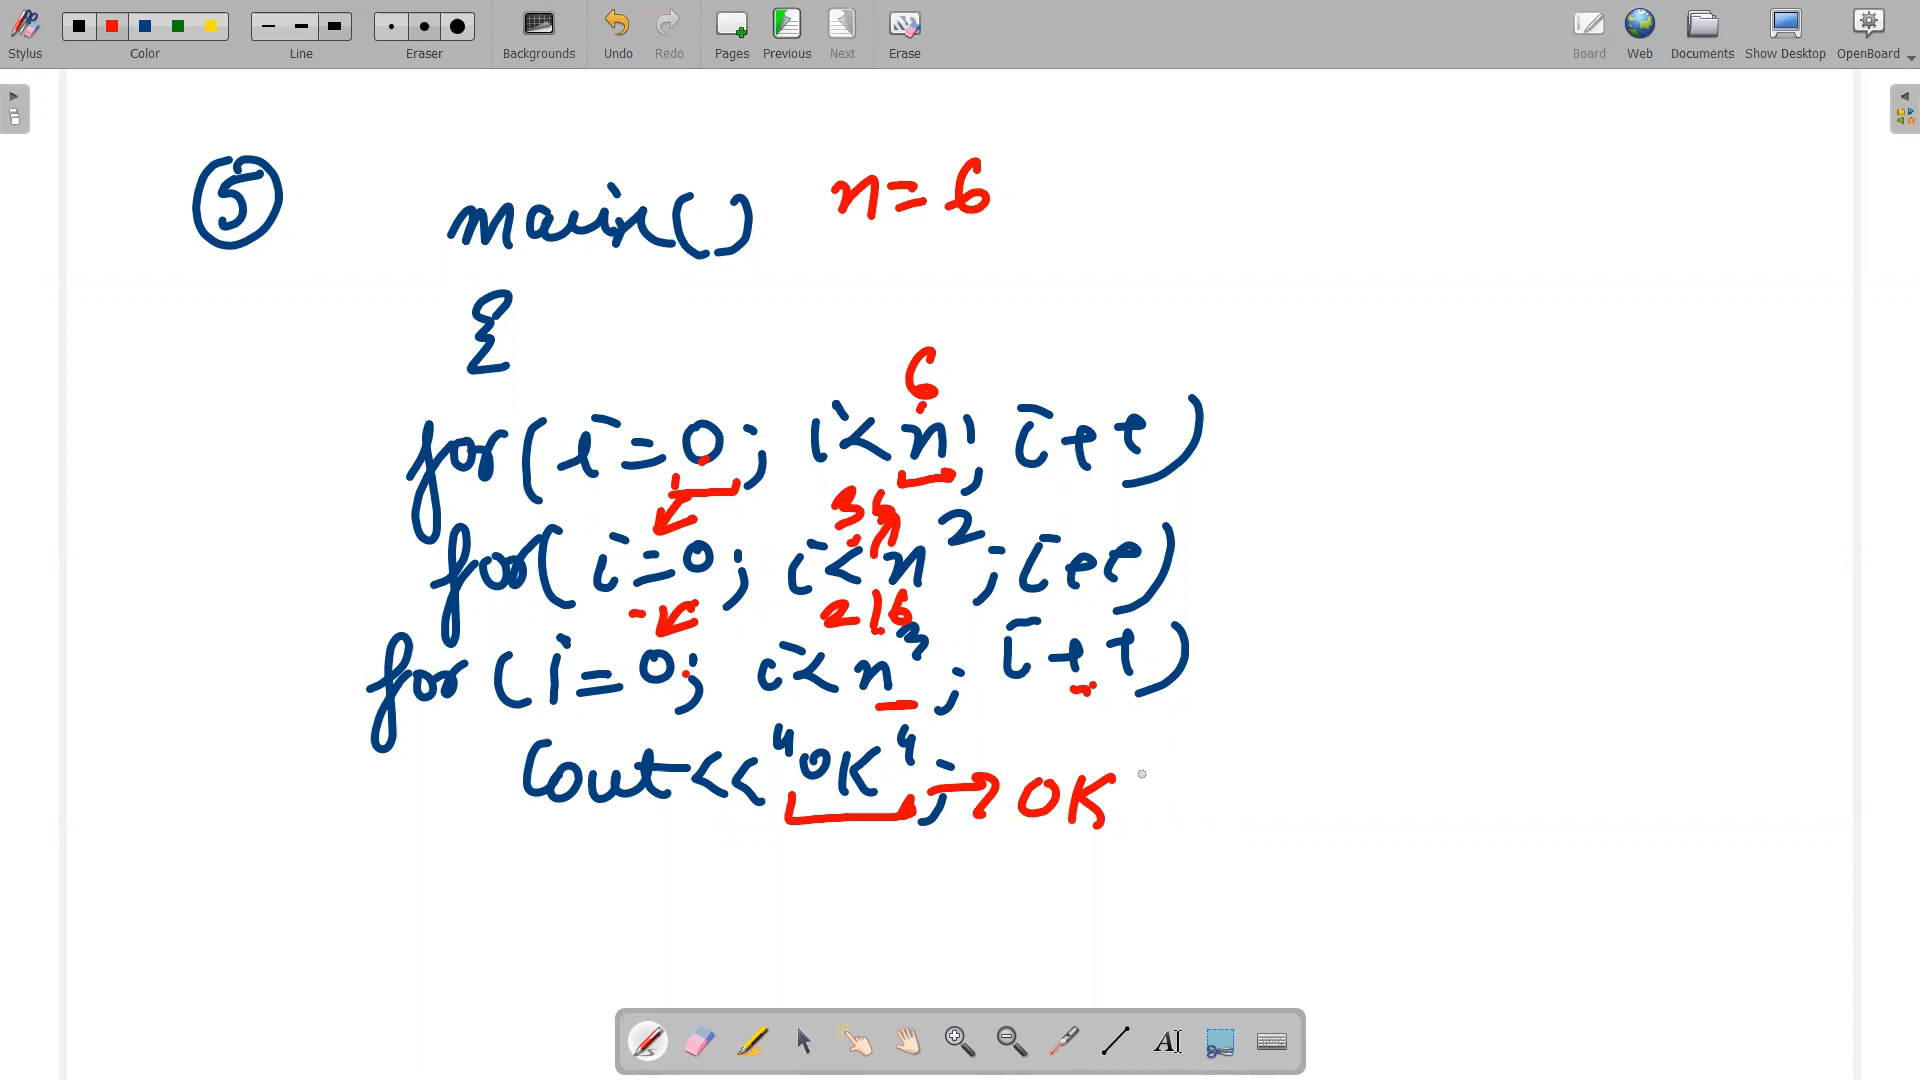 Stylus
Color
Line
Eraser
Backgrounds
Undo
Redo
Pages
Previous
Next
Erase
Board
Web
Documents
Show Desktop
OpenBoard
5
main() n=6
{
6
for(i=0; i<n; i++)
36
for(i=0; i<n²; i++)
216
for(i=0; i<n³; i++)
Cout<<"OK"; → OK
AI